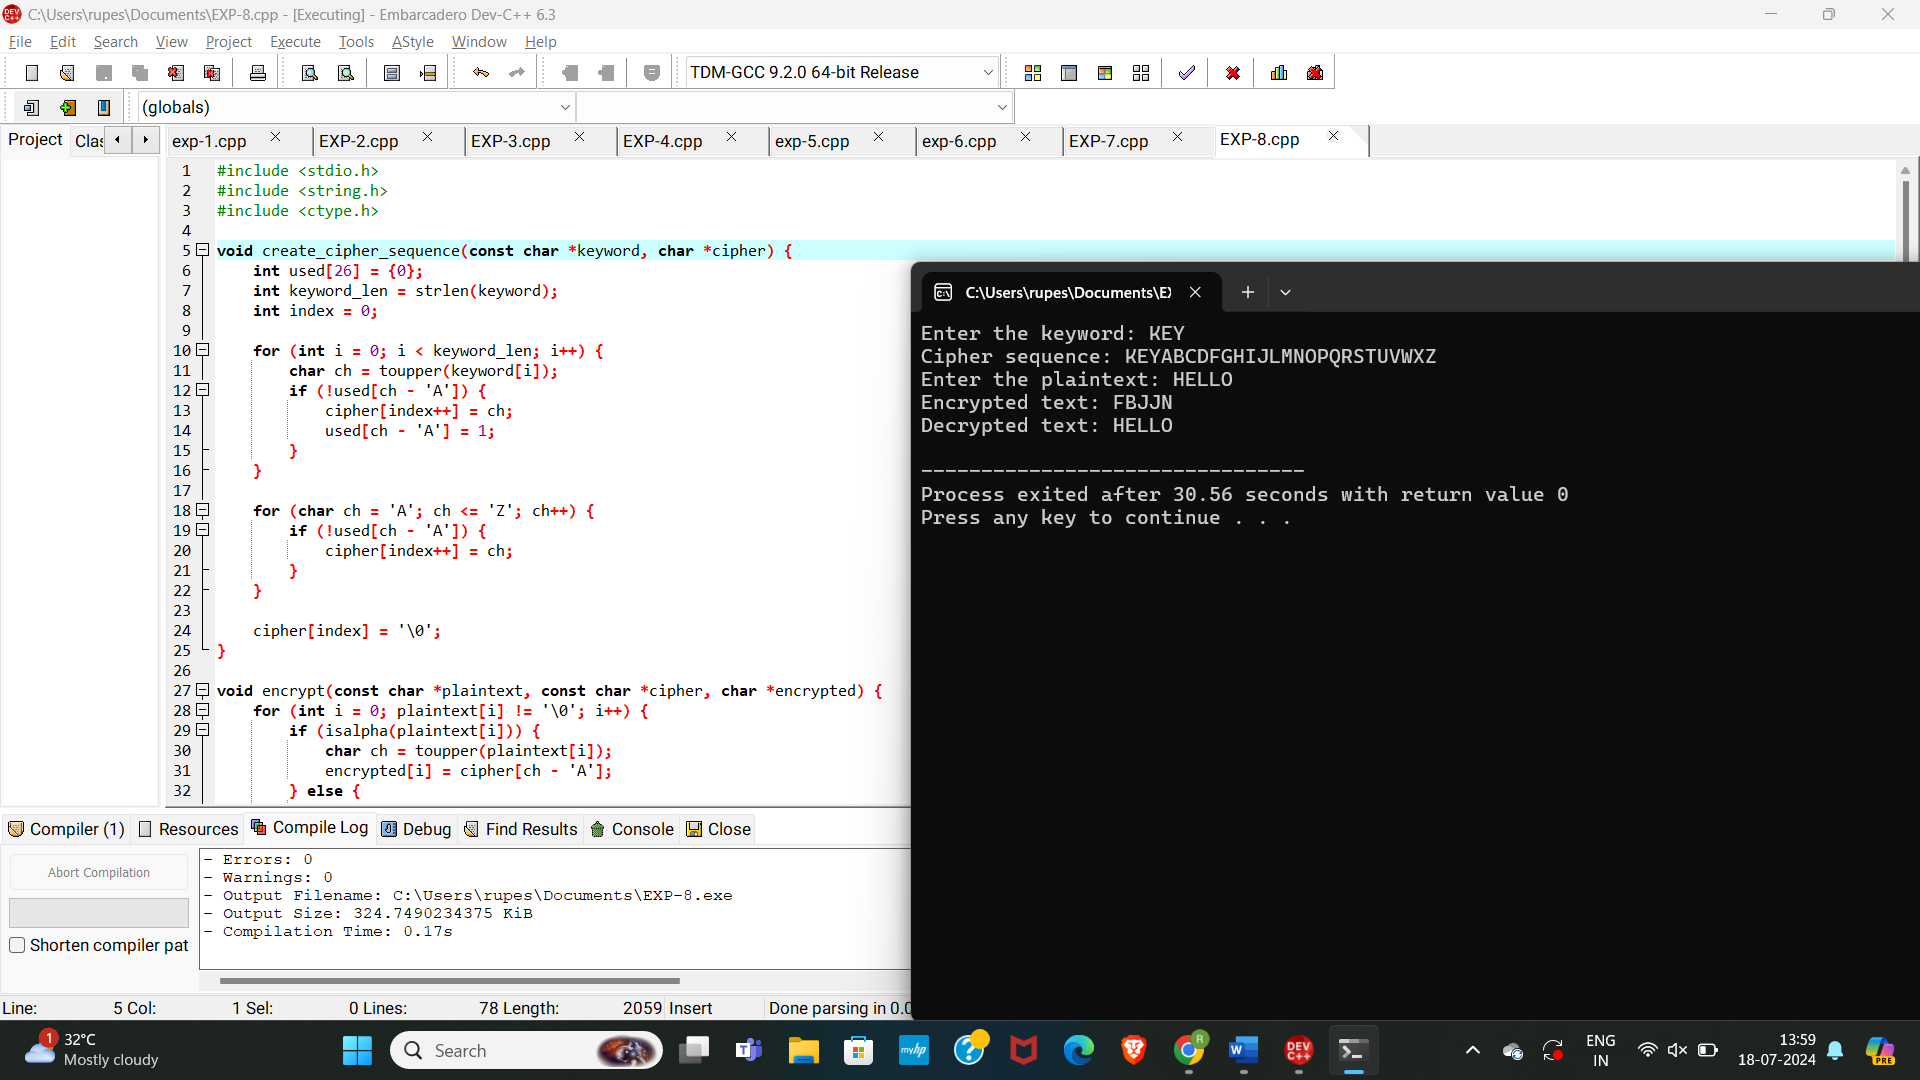 C:\Users\rupes\Documents\EXP-8.cpp - [Executing] - Embarcadero Dev-C++ 6.3
File Edit Search View Project Execute Tools AStyle Window Help
TDM-GCC 9.2.0 64-bit Release
(globals)
Project Clas exp-1.cpp EXP-2.cpp EXP-3.cpp EXP-4.cpp exp-5.cpp exp-6.cpp EXP-7.cpp EXP-8.cpp
1 #include <stdio.h>
2 #include <string.h>
3 #include <ctype.h>
4
5 void create_cipher_sequence(const char *keyword, char *cipher) {
6 int used[26] = {0};
7 int keyword_len = strlen(keyword);
8 int index = 0;
9
10 for (int i = 0; i < keyword_len; i++) {
11 char ch = toupper(keyword[i]);
12 if (!used[ch - 'A']) {
13 cipher[index++] = ch;
14 used[ch - 'A'] = 1;
15 }
16 }
17
18 for (char ch = 'A'; ch <= 'Z'; ch++) {
19 if (!used[ch - 'A']) {
20 cipher[index++] = ch;
21 }
22 }
23
24 cipher[index] = '\0';
25 }
26
27 void encrypt(const char *plaintext, const char *cipher, char *encrypted) {
28 for (int i = 0; plaintext[i] != '\0'; i++) {
29 if (isalpha(plaintext[i])) {
30 char ch = toupper(plaintext[i]);
31 encrypted[i] = cipher[ch - 'A'];
32 } else {
C:\Users\rupes\Documents\E
Enter the keyword: KEY
Cipher sequence: KEYABCDFGHIJLMNOPQRSTUVWXZ
Enter the plaintext: HELLO
Encrypted text: FBJJN
Decrypted text: HELLO
--------------------------------
Process exited after 30.56 seconds with return value 0
Press any key to continue . . .
Compiler (1) Resources Compile Log Debug Find Results Console Close
Abort Compilation
Shorten compiler pat
- Errors: 0
- Warnings: 0
- Output Filename: C:\Users\rupes\Documents\EXP-8.exe
- Output Size: 324.7490234375 KiB
- Compilation Time: 0.17s
Line: 5 Col: 1 Sel: 0 Lines: 78 Length: 2059 Insert Done parsing in 0.0
1
32°C
Mostly cloudy
Search
myhp
R
DEV C++
ENG
IN
13:59
18-07-2024
PRE